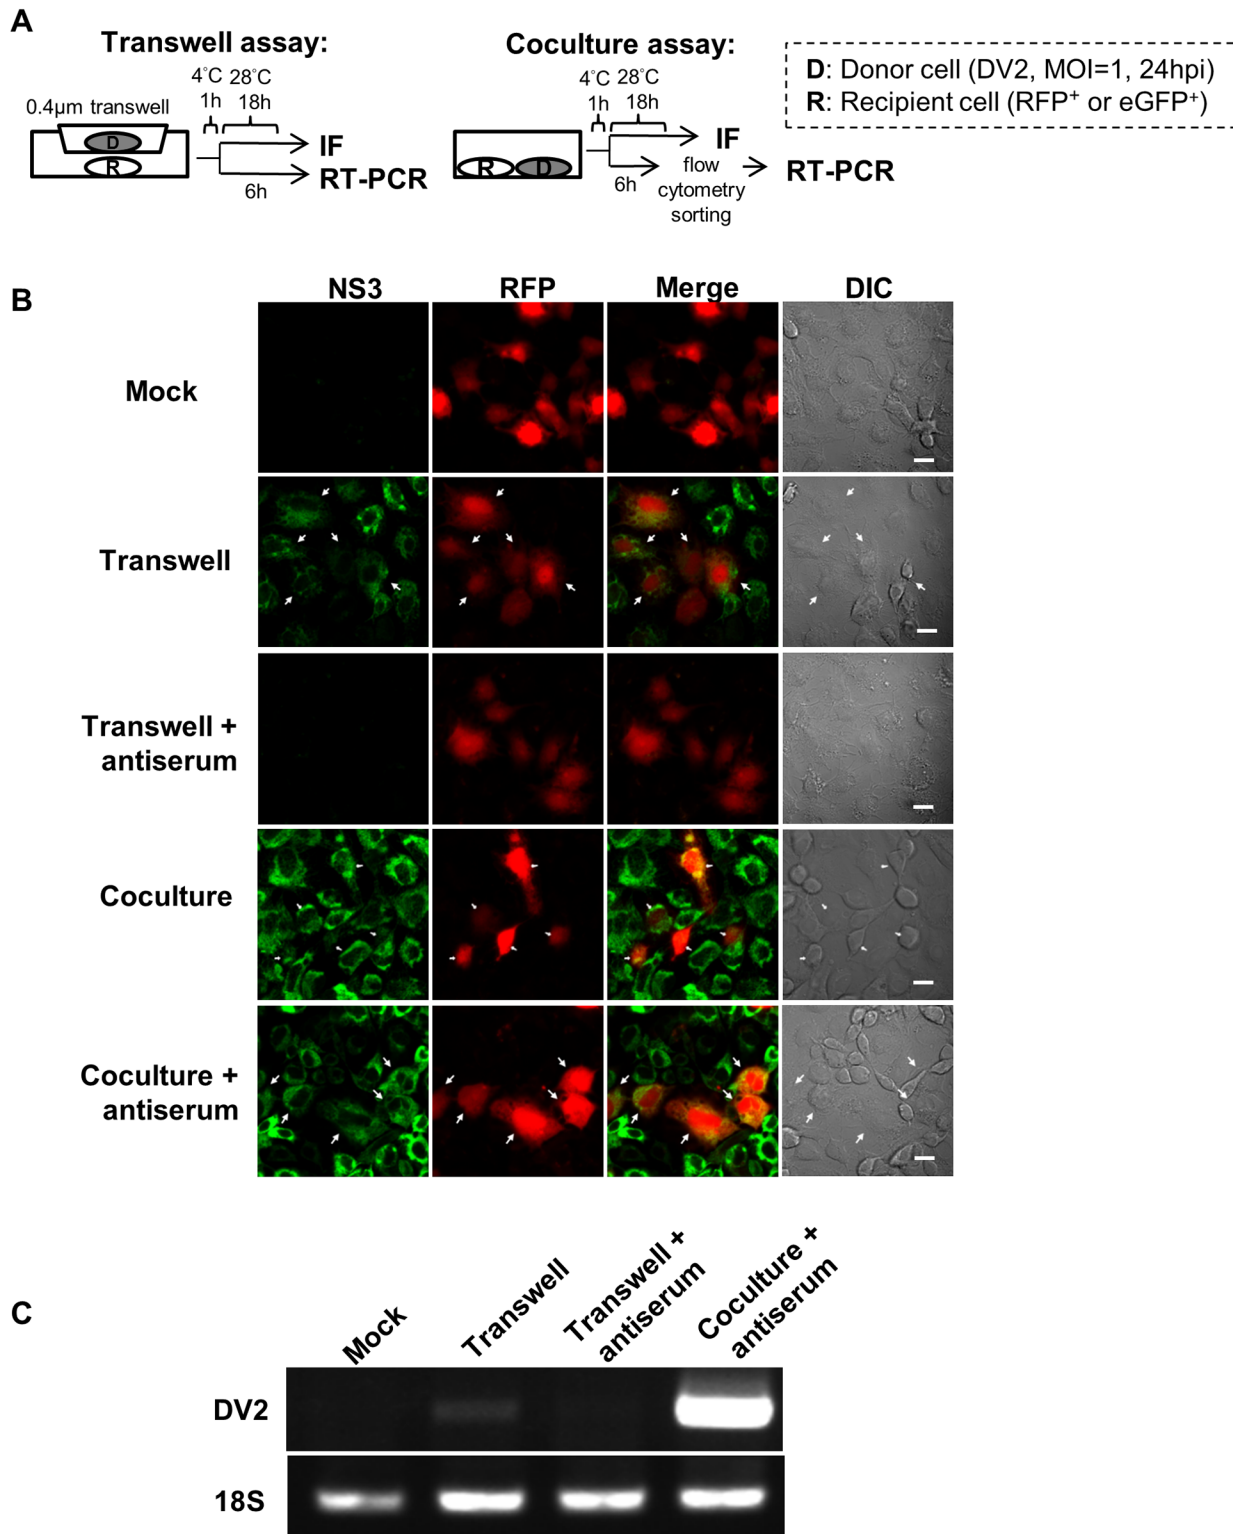 A
Transwell assay:
4°C 28°C
1h 18h
0.4μm transwell
D
R
IF
RT-PCR
6h
Coculture assay:
4°C 28°C
1h 18h
R D
IF
6h
flow
cytometry
sorting
RT-PCR
D: Donor cell (DV2, MOI=1, 24hpi)
R: Recipient cell (RFP+ or eGFP+)
B
NS3 RFP Merge DIC
Mock
Transwell
Transwell +
antiserum
Coculture
Coculture +
antiserum
C
Mock
Transwell
Transwell +
antiserum
Coculture +
antiserum
DV2
18S